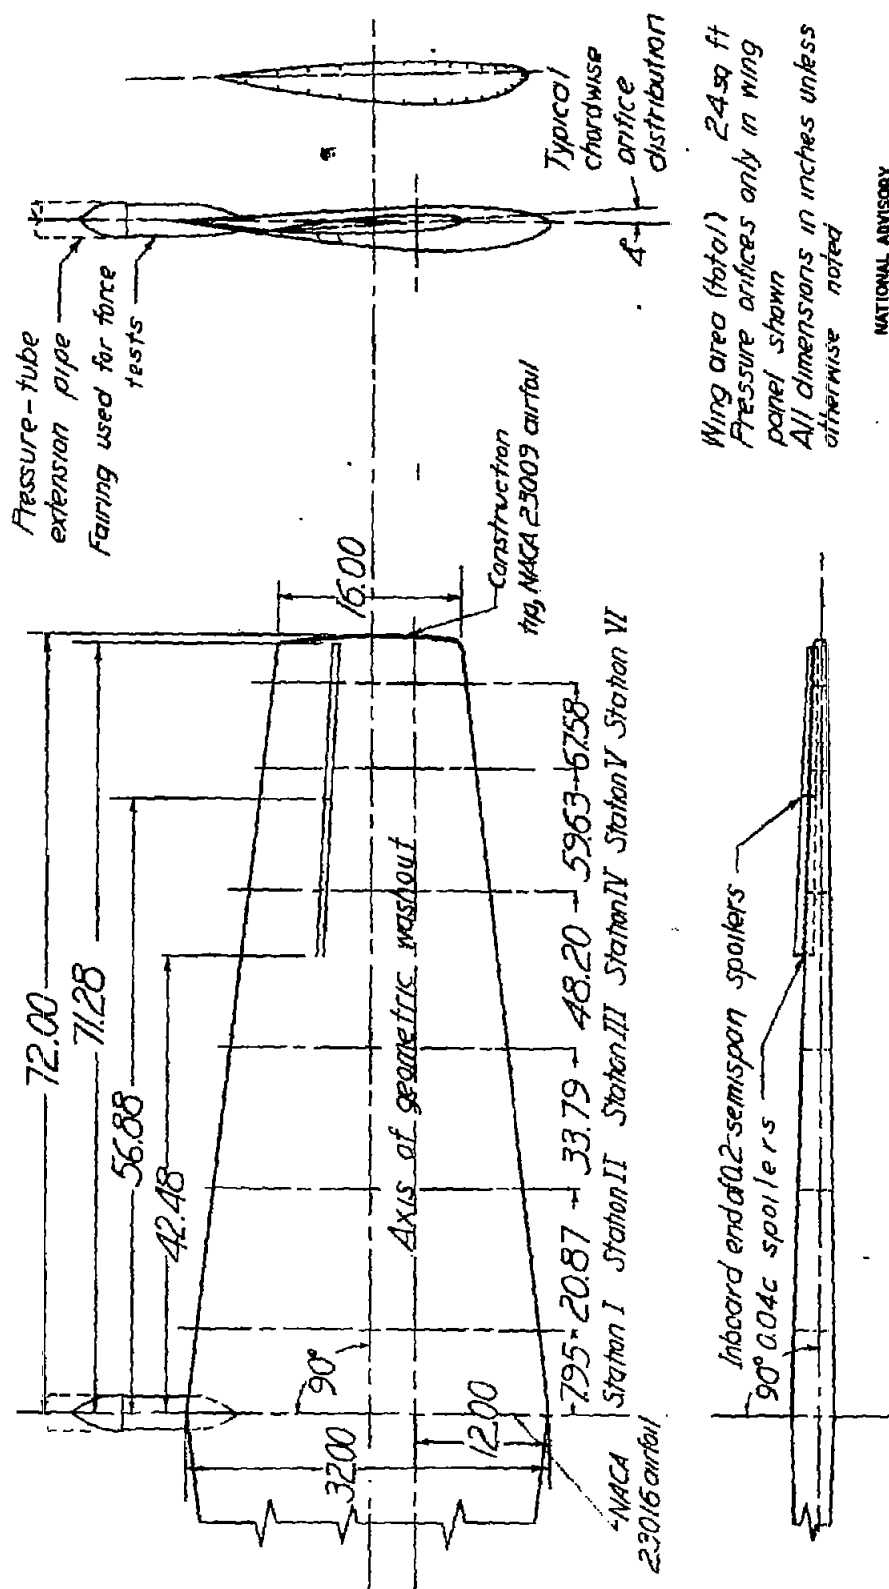 Pressure-tube
extension pipe
Fairing used for force
tests
72.00
71.28
56.88
42.48
16.00
Construction
tip, NACA 23009 airfoil
90°
Axis of geometric washout
32.00
12.00
NACA
23016 airfoil
7.95
20.87
33.79
48.20
59.63
67.58
Station I Station II Station III Station IV Station V Station VI
4°
Typical
chordwise
orifice
distribution
Inboard end of 0.2-semispan spoilers
90° 0.04c spoilers
Wing area (total) 24 sq ft
Pressure orifices only in wing
panel shown
All dimensions in inches unless
otherwise noted
NATIONAL ADVISORY